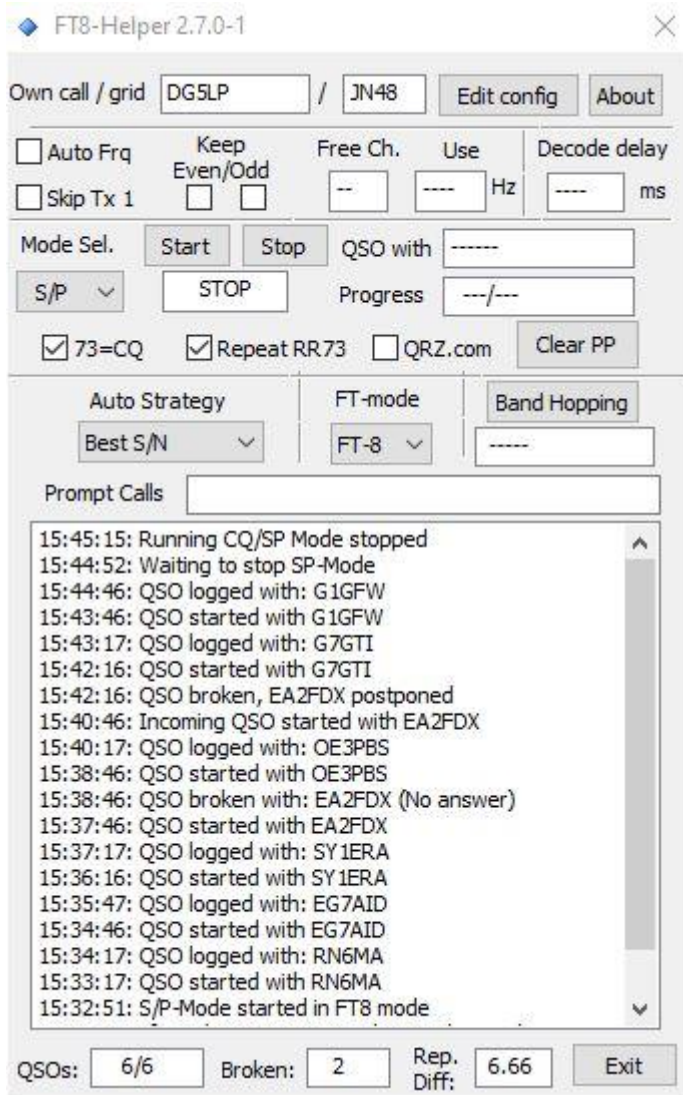 FT8-Helper 2.7.0-1
Own call / grid DG5LP / JN48 Edit config About
Auto Frq Keep Even/Odd Free Ch. Use Decode delay
Skip Tx 1 -- ---- Hz ---- ms
Mode Sel. Start Stop QSO with ------
S/P STOP Progress ---/---
73=CQ Repeat RR73 QRZ.com Clear PP
Auto Strategy FT-mode Band Hopping
Best S/N FT-8 -----
Prompt Calls
15:45:15: Running CQ/SP Mode stopped
15:44:52: Waiting to stop SP-Mode
15:44:46: QSO logged with: G1GFW
15:43:46: QSO started with G1GFW
15:43:17: QSO logged with: G7GTI
15:42:16: QSO started with G7GTI
15:42:16: QSO broken, EA2FDX postponed
15:40:46: Incoming QSO started with EA2FDX
15:40:17: QSO logged with: OE3PBS
15:38:46: QSO started with OE3PBS
15:38:46: QSO broken with: EA2FDX (No answer)
15:37:46: QSO started with EA2FDX
15:37:17: QSO logged with: SY1ERA
15:36:16: QSO started with SY1ERA
15:35:47: QSO logged with: EG7AID
15:34:46: QSO started with EG7AID
15:34:17: QSO logged with: RN6MA
15:33:17: QSO started with RN6MA
15:32:51: S/P-Mode started in FT8 mode
QSOs: 6/6 Broken: 2 Rep. Diff: 6.66 Exit